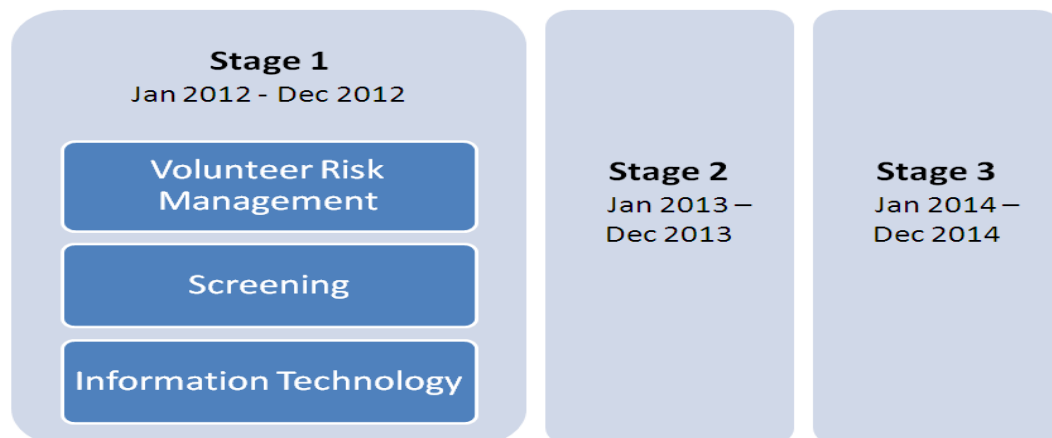 Stage 1
Jan 2012 - Dec 2012
Volunteer Risk
Management
Screening
Information Technology
Stage 2
Jan 2013 –
Dec 2013
Stage 3
Jan 2014 –
Dec 2014